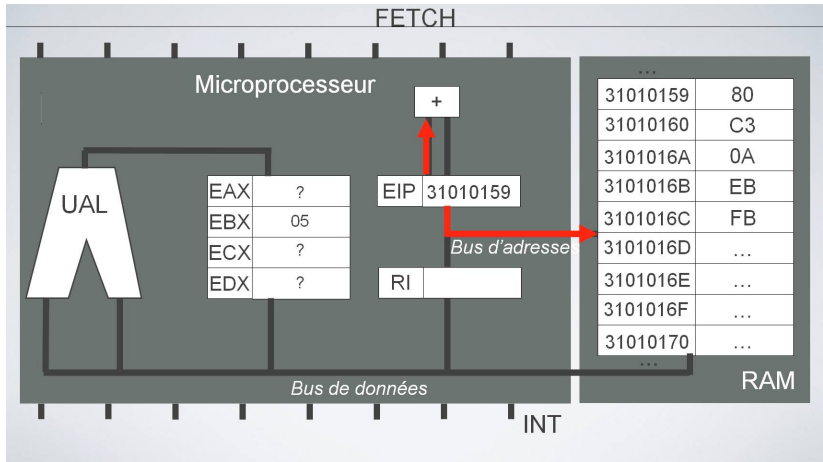 FETCH
Microprocesseur
+
UAL
EAX ?
EBX 05
ECX ?
EDX ?
EIP 31010159
Bus d'adresses
RI
Bus de données
INT
...
31010159 80
31010160 C3
3101016A 0A
3101016B EB
3101016C FB
3101016D ...
3101016E ...
3101016F ...
31010170 ...
...
RAM